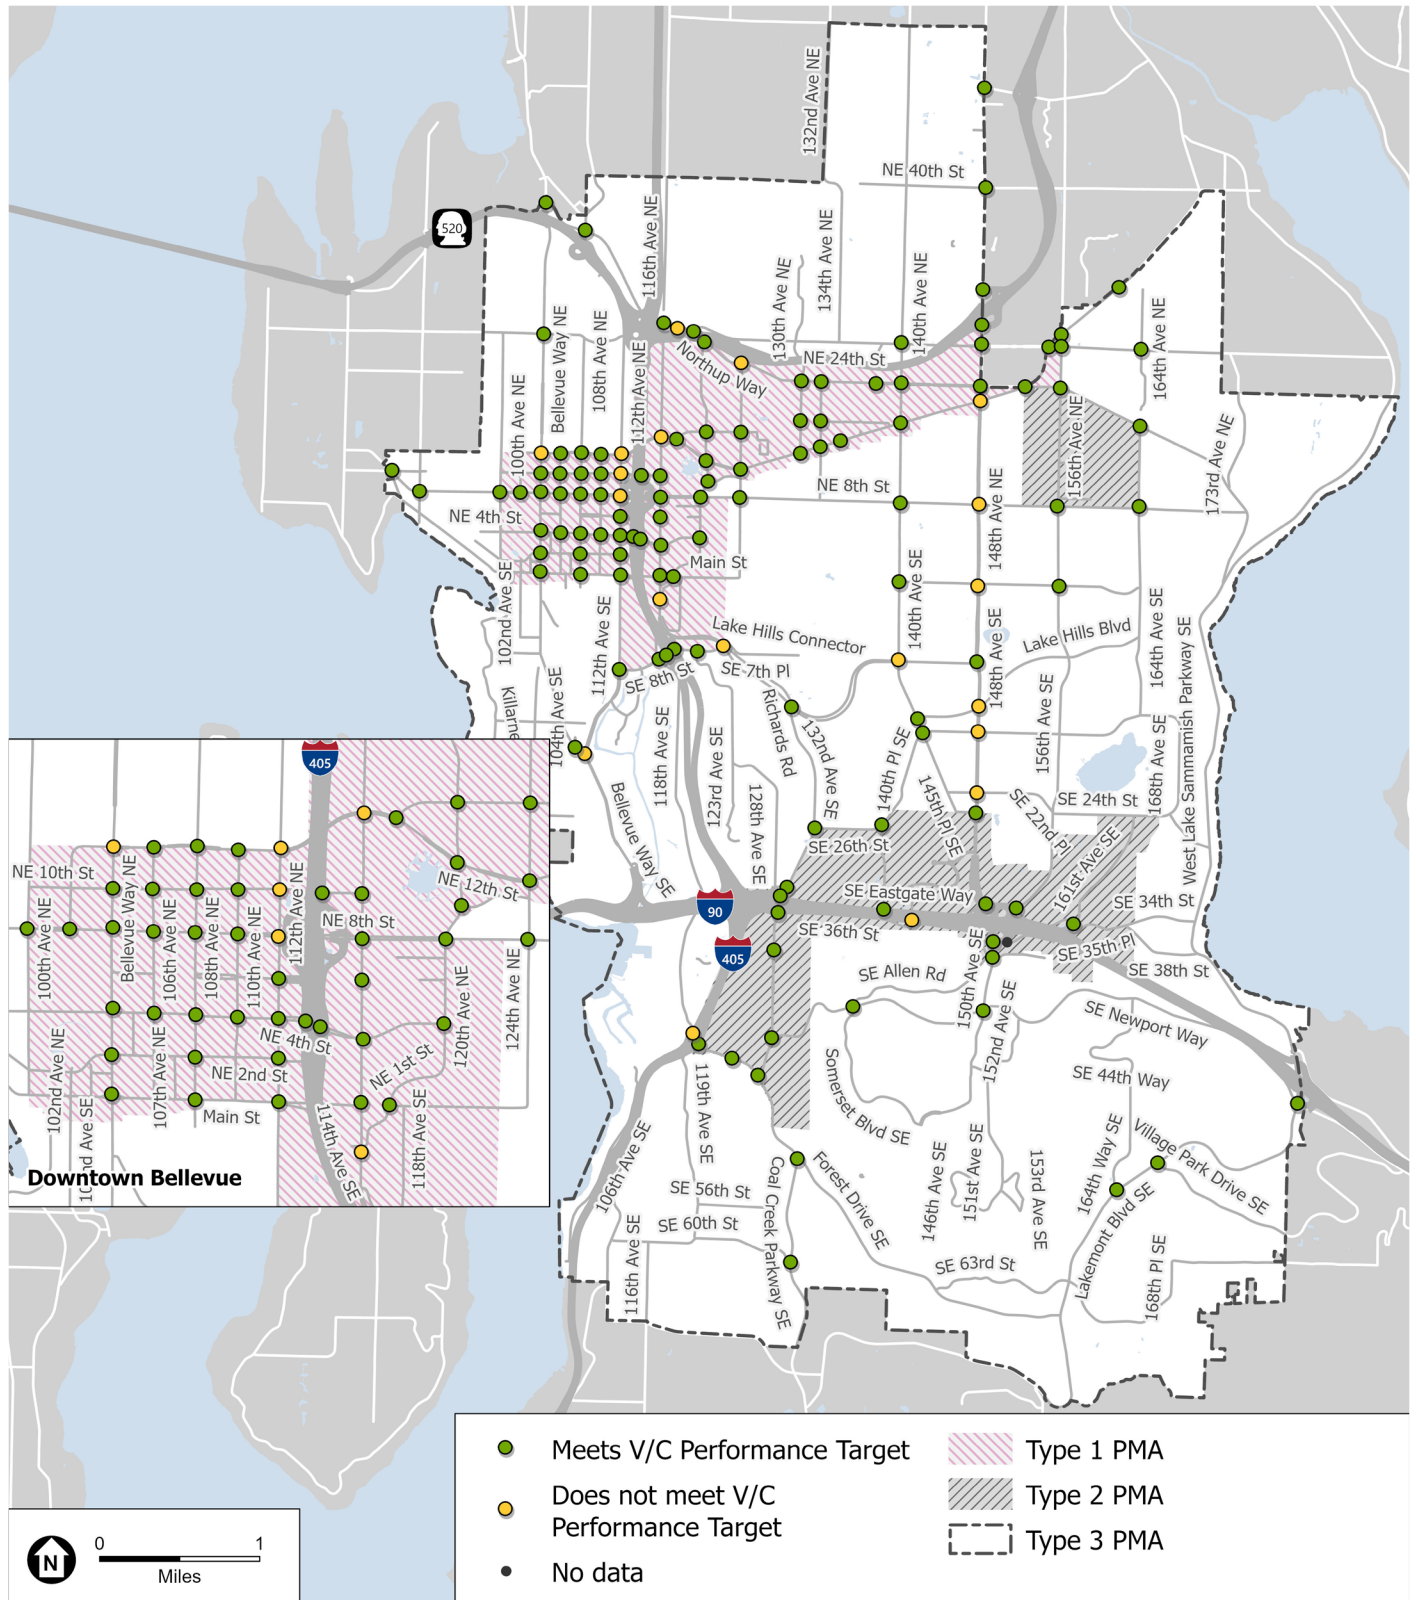 132nd Ave NE
NE 40th St
520
116th Ave NE
134th Ave NE
130th Ave NE
140th Ave NE
164th Ave NE
Bellevue Way NE
108th Ave NE
112th Ave NE
100th Ave NE
Northup Way
NE 24th St
156th Ave NE
173rd Ave NE
NE 8th St
NE 4th St
148th Ave NE
Main St
102nd Ave SE
140th Ave SE
112th Ave SE
Lake Hills Connector
Lake Hills Blvd
164th Ave SE
148th Ave SE
SE 8th St
SE 7th Pl
Killarne
104th Ave SE
118th Ave SE
123rd Ave SE
Richards Rd
132nd Ave SE
140th Pl SE
145th Pl SE
156th Ave SE
168th Ave SE
West Lake Sammamish Parkway SE
Bellevue Way SE
128th Ave SE
SE 22nd Pl
SE 24th St
SE 26th St
161st Ave SE
SE Eastgate Way
90
405
SE 36th St
SE 34th St
SE 35th Pl
SE 38th St
SE Allen Rd
150th Ave SE
152nd Ave SE
SE Newport Way
SE 44th Way
119th Ave SE
Somerset Blvd SE
106th Ave SE
146th Ave SE
151st Ave SE
153rd Ave SE
164th Way SE
Village Park Drive SE
SE 56th St
SE 60th St
Coal Creek Parkway SE
Forest Drive SE
116th Ave SE
SE 63rd St
Lakemont Blvd SE
168th Pl SE
405
NE 10th St
Bellevue Way NE
112th Ave NE
NE 12th St
100th Ave NE
106th Ave NE
108th Ave NE
110th Ave NE
NE 8th St
120th Ave NE
124th Ave NE
102nd Ave NE
107th Ave NE
NE 4th St
NE 2nd St
NE 1st St
Main St
114th Ave SE
118th Ave SE
Downtown Bellevue
Meets V/C Performance Target
Does not meet V/C
Performance Target
No data
Type 1 PMA
Type 2 PMA
Type 3 PMA
N
0 1
Miles